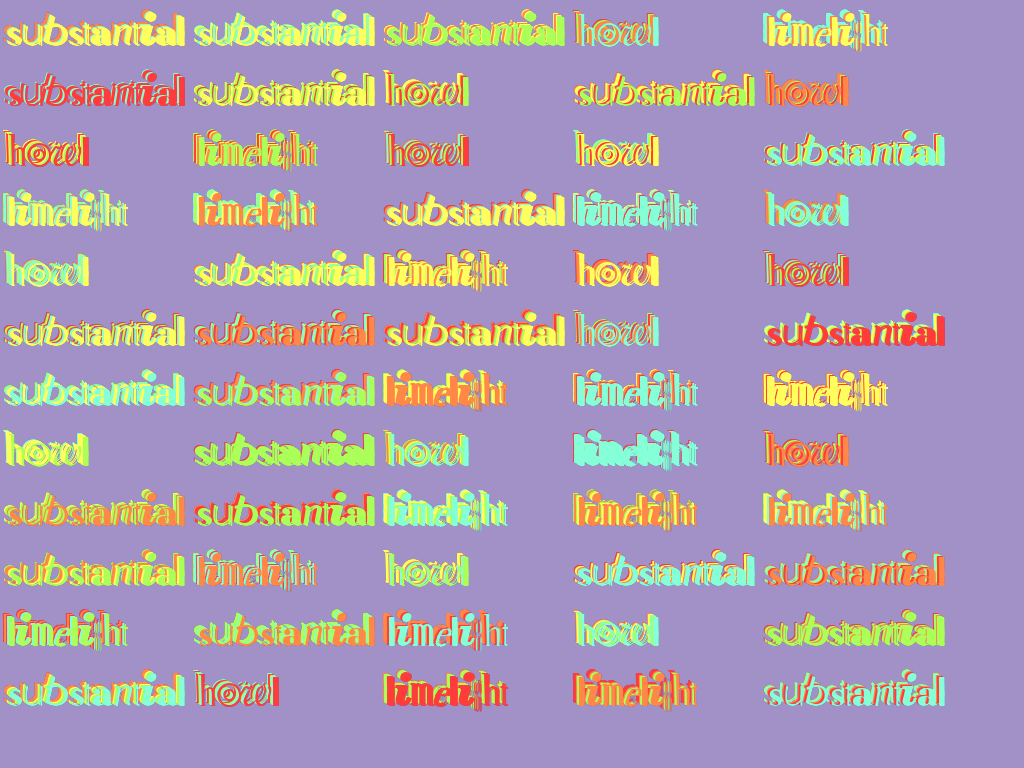 substantial substantial substantial howl limelight
substantial substantial howl substantial howl
howl limelight howl howl substantial
limelight limelight substantial limelight howl
howl substantial limelight howl howl
substantial substantial substantial howl substantial
substantial substantial limelight limelight limelight
howl substantial howl limelight howl
substantial substantial limelight limelight limelight
substantial limelight howl substantial substantial
limelight substantial limelight howl substantial
substantial howl limelight limelight substantial